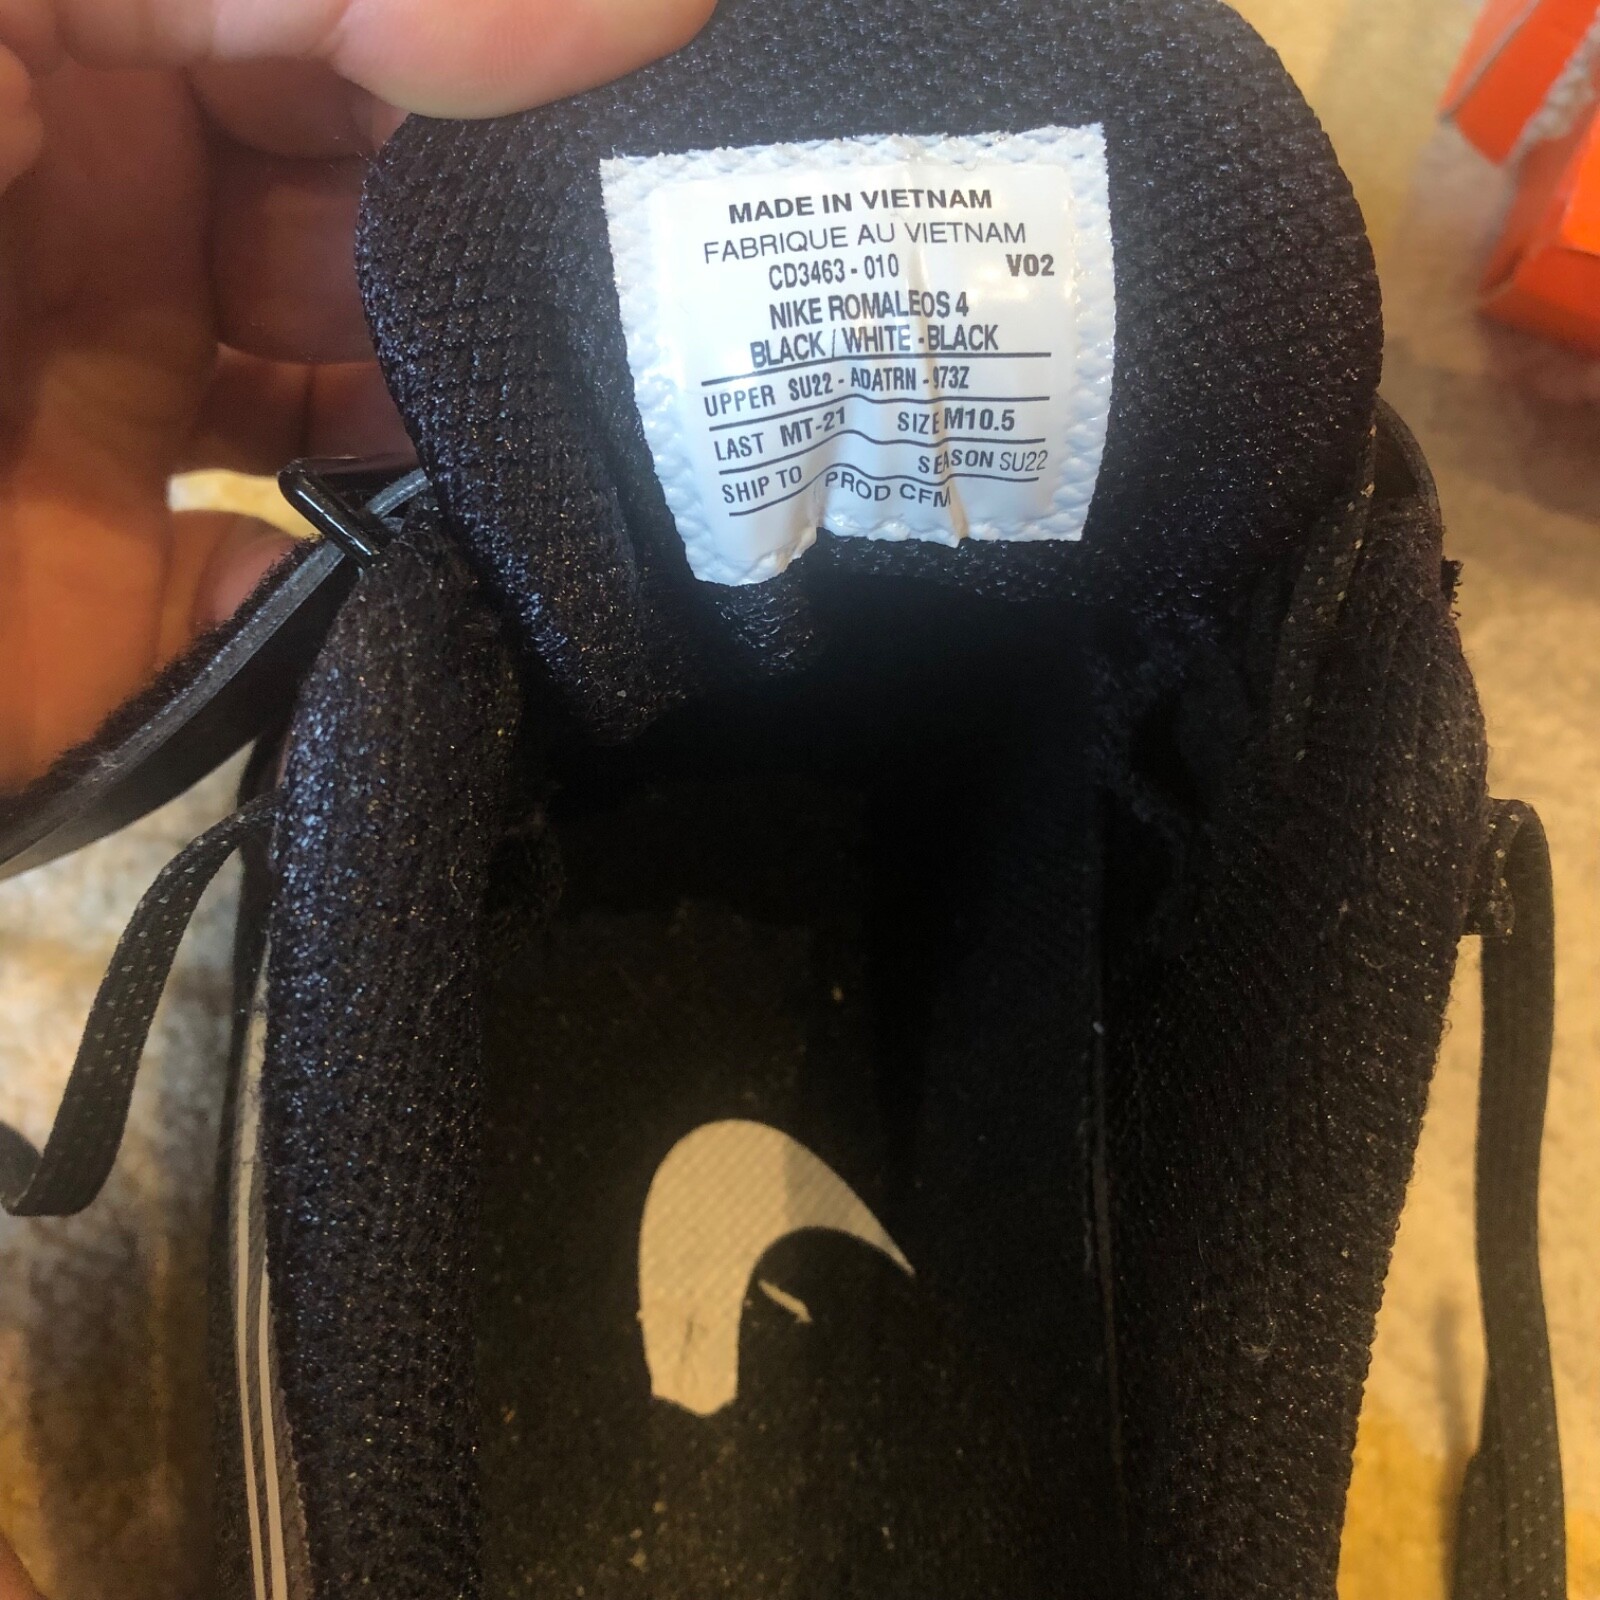 MADE IN VIETNAM
FABRIQUE AU VIETNAM
CD3463-010 V02
NIKE ROMALEOS 4
BLACK / WHITE - BLACK
UPPER SU22 - ADATRN - 973Z
LAST MT-21 SIZE M10.5
SHIP TO SEASON SU22
PROD CFM